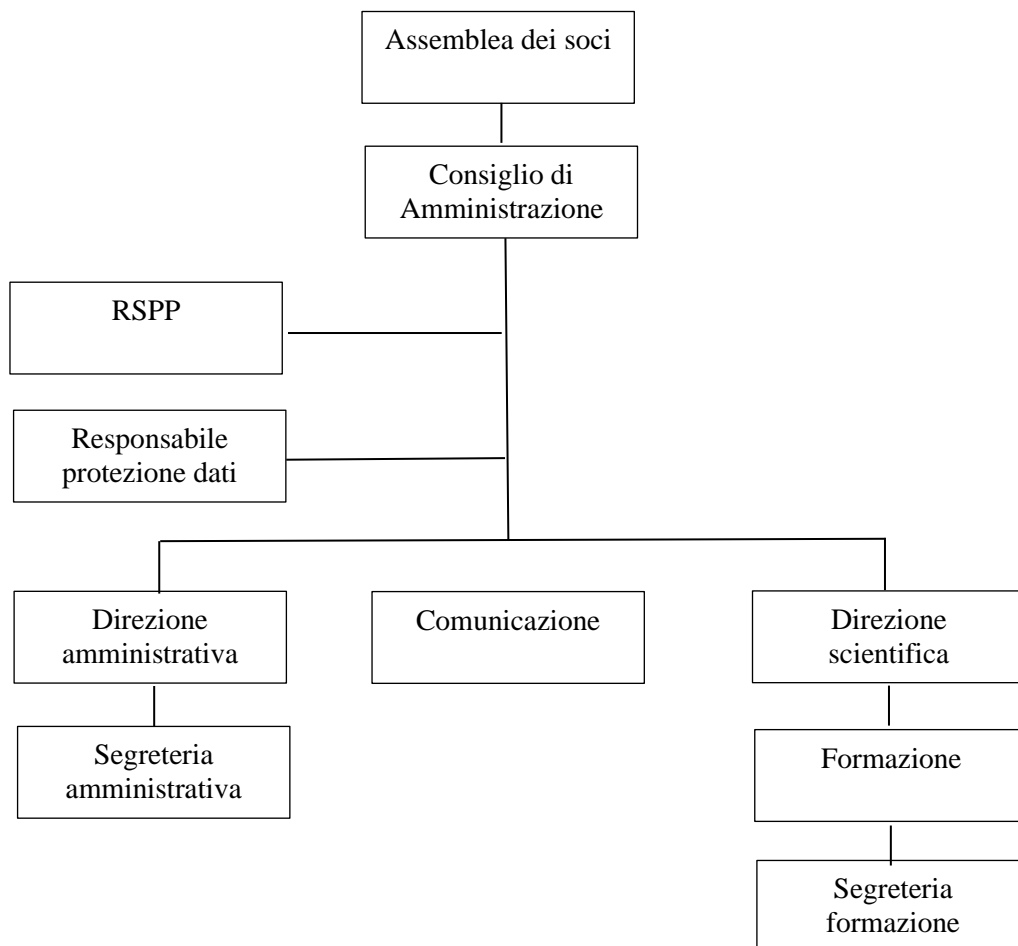 Assemblea dei soci
Consiglio di
Amministrazione
RSPP
Responsabile
protezione dati
Direzione
amministrativa
Comunicazione
Direzione
scientifica
Segreteria
amministrativa
Formazione
Segreteria
formazione